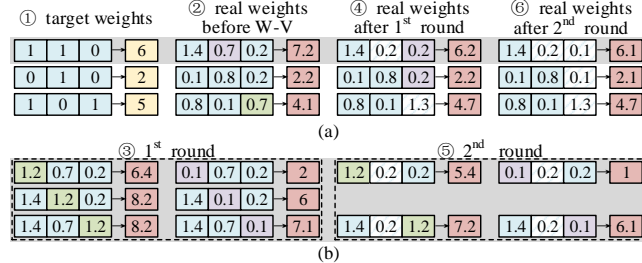 ① target weights ② real weights before W-V ④ real weights after 1st round ⑥ real weights after 2nd round
1 1 0 6 1.4 0.7 0.2 7.2 1.4 0.2 0.2 6.2 1.4 0.2 0.1 6.1
0 1 0 2 0.1 0.8 0.2 2.2 0.1 0.8 0.2 2.2 0.1 0.8 0.1 2.1
1 0 1 5 0.8 0.1 0.7 4.1 0.8 0.1 1.3 4.7 0.8 0.1 1.3 4.7
(a)
③ 1st round ⑤ 2nd round
1.2 0.7 0.2 6.4 0.1 0.7 0.2 2 1.2 0.2 0.2 5.4 0.1 0.2 0.2 1
1.4 1.2 0.2 8.2 1.4 0.1 0.2 6
1.4 0.7 1.2 8.2 1.4 0.7 0.1 7.1 1.4 0.2 1.2 7.2 1.4 0.2 0.1 6.1
(b)